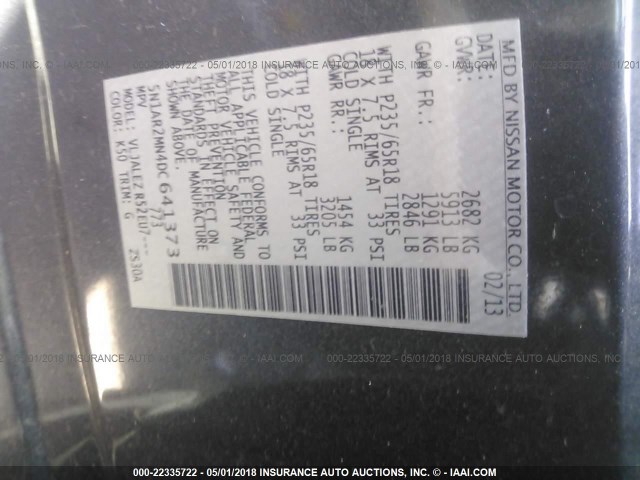 MFD BY NISSAN MOTOR CO., LTD.
DATE: 02/13
GVWR: 2682 KG
5913 LB
GAWR FR.: 1291 KG
2846 LB
WITH P235/65R18 TIRES
18 X 7.5 RIMS AT 33 PSI
COLD SINGLE
GAWR RR.: 1454 KG
3205 LB
WITH P235/65R18 TIRES
18 X 7.5 RIMS AT 33 PSI
COLD SINGLE
THIS VEHICLE CONFORMS TO
ALL APPLICABLE FEDERAL
MOTOR VEHICLE SAFETY AND
THEFT PREVENTION
STANDARDS IN EFFECT ON
THE DATE OF MANUFACTURE
SHOWN ABOVE.
5N1AR2MN4DC641373
MPV 773
MODEL: VLJALEZ R52EU7---
COLOR: K50 TRIM: G ZS30A
000-22335722 - 05/01/2018 INSURANCE AUTO AUCTIONS, INC. - © IAAI.COM